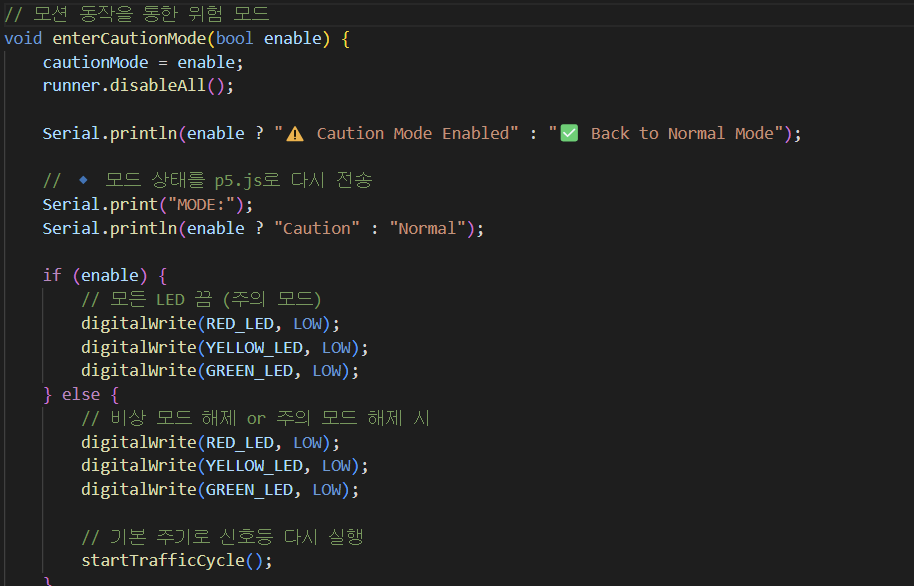 // 모션 동작을 통한 위험 모드
void enterCautionMode(bool enable) {
cautionMode = enable;
runner.disableAll();
Serial.println(enable ? "⚠️ Caution Mode Enabled" : "✅ Back to Normal Mode");
// 🔹 모드 상태를 p5.js로 다시 전송
Serial.print("MODE:");
Serial.println(enable ? "Caution" : "Normal");
if (enable) {
// 모든 LED 끔 (주의 모드)
digitalWrite(RED_LED, LOW);
digitalWrite(YELLOW_LED, LOW);
digitalWrite(GREEN_LED, LOW);
} else {
// 비상 모드 해제 or 주의 모드 해제 시
digitalWrite(RED_LED, LOW);
digitalWrite(YELLOW_LED, LOW);
digitalWrite(GREEN_LED, LOW);
// 기본 주기로 신호등 다시 실행
startTrafficCycle();
}